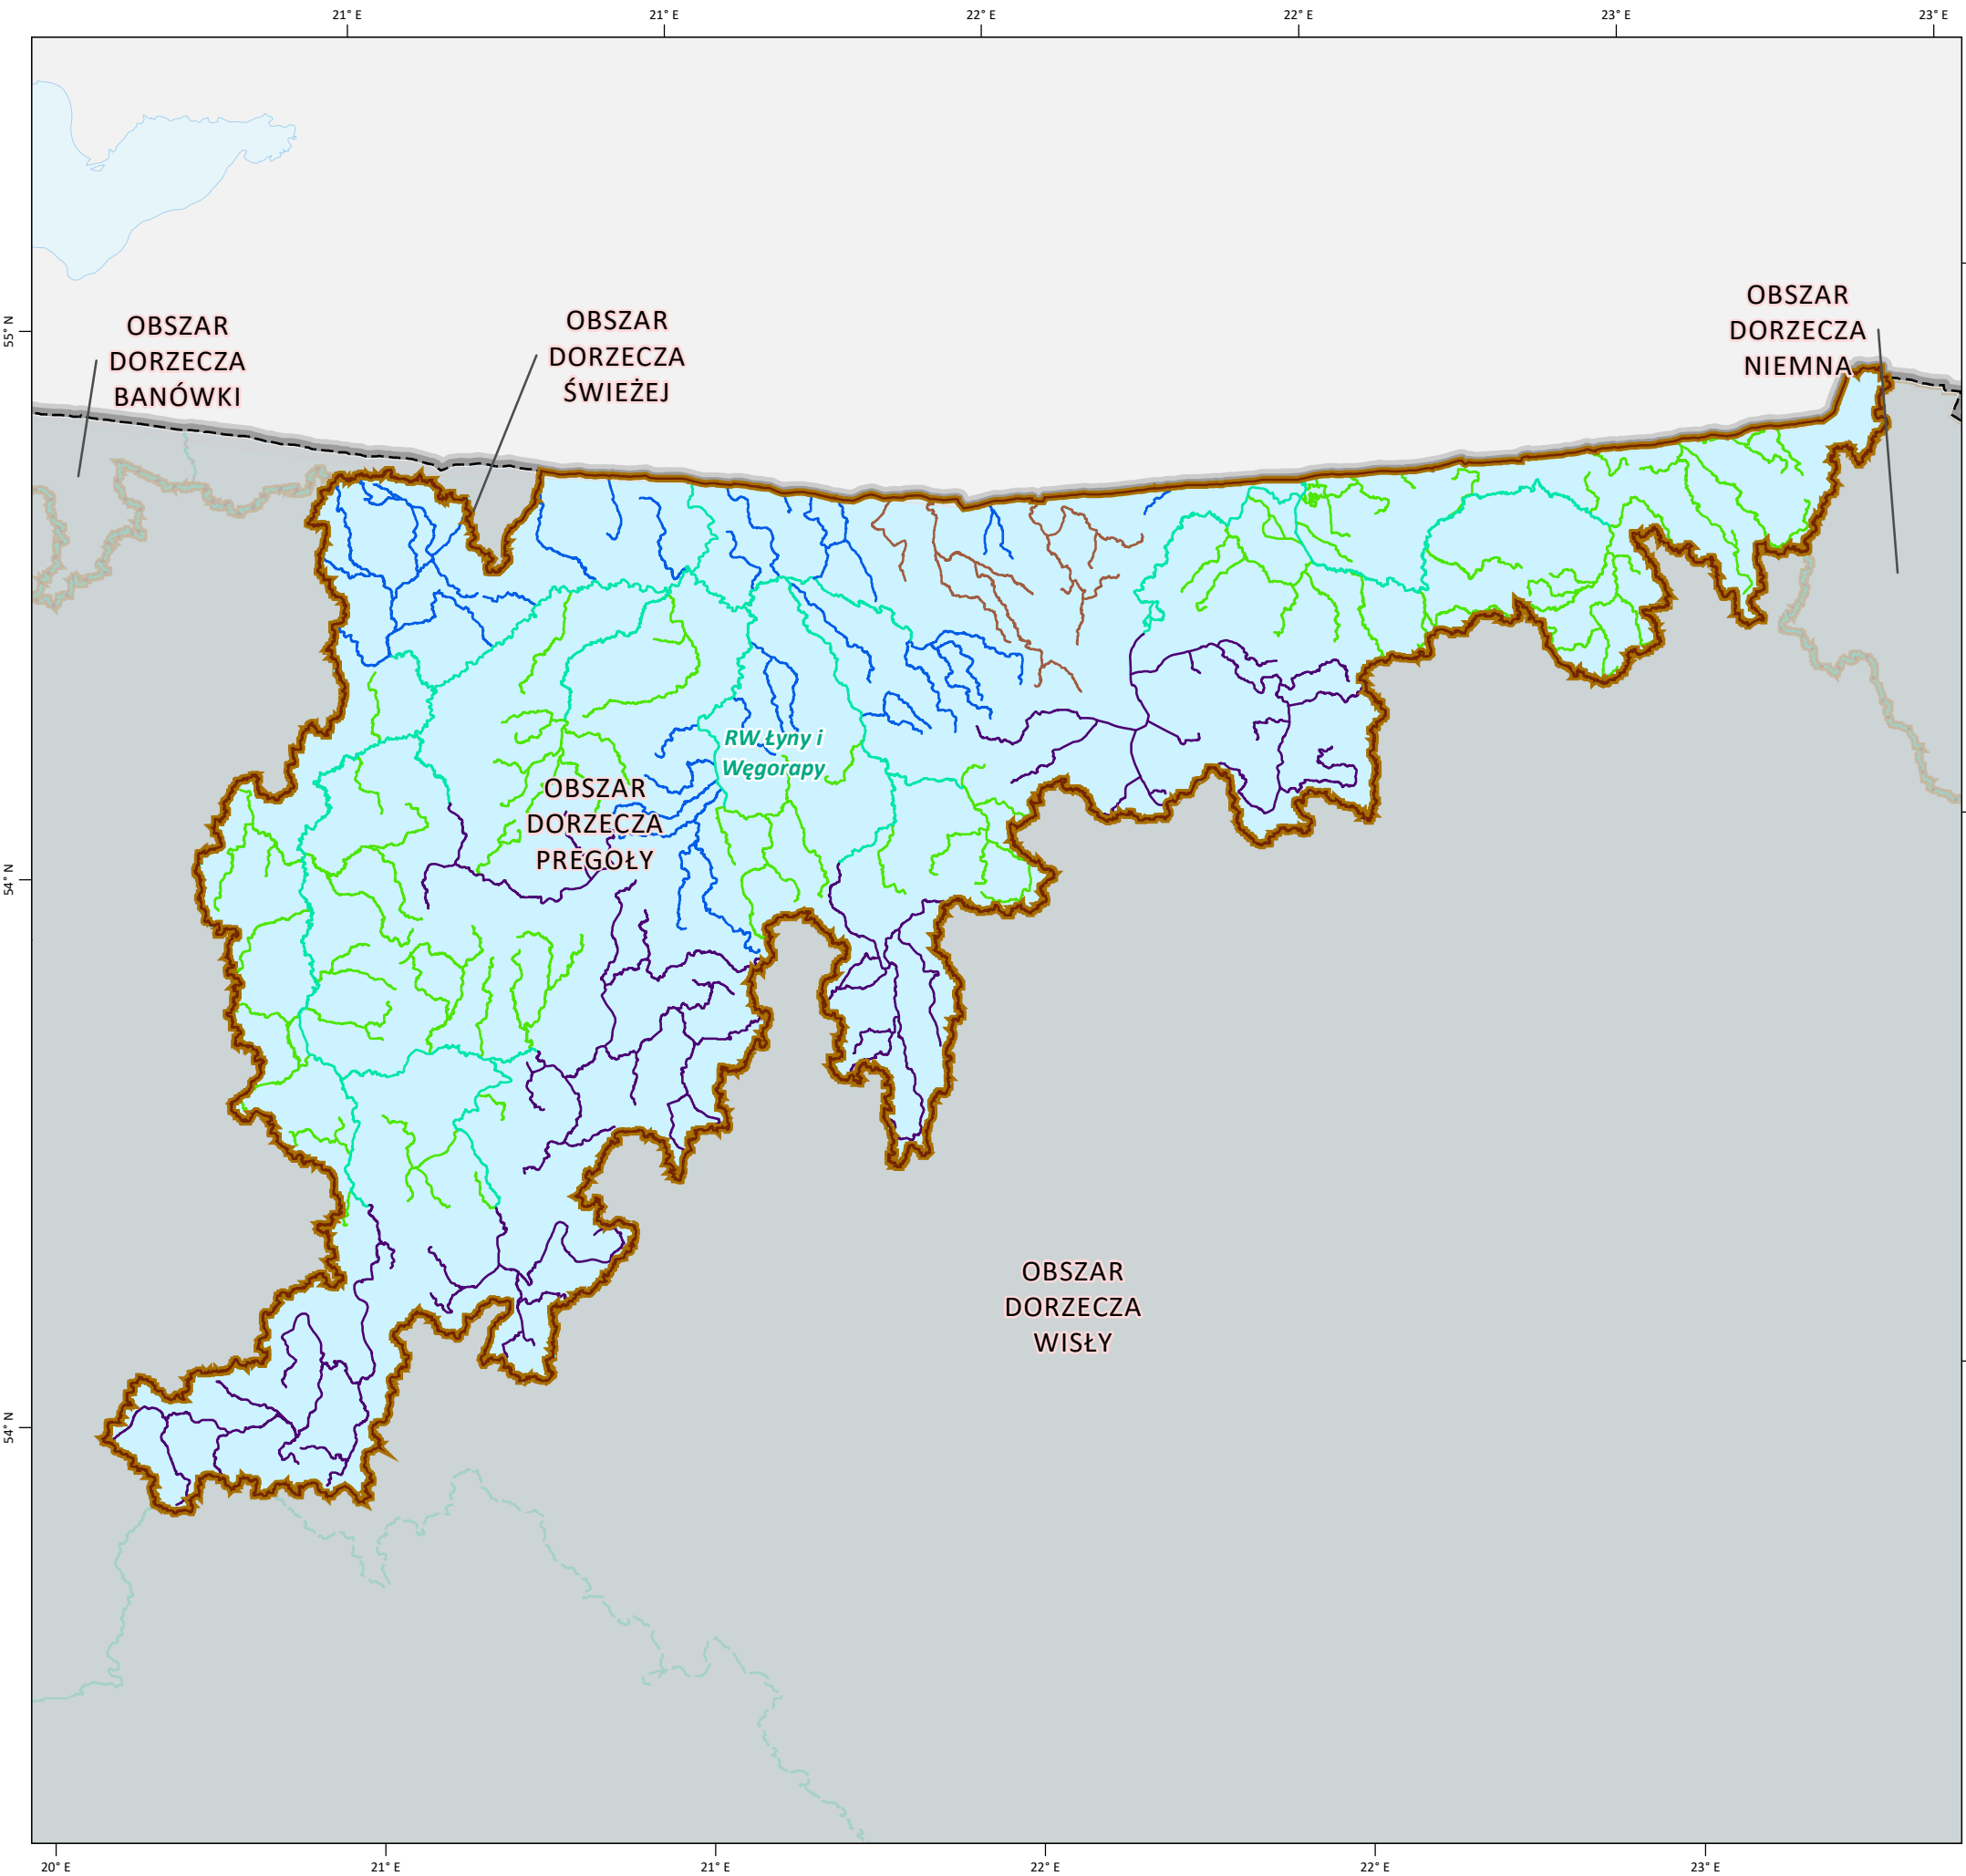 21° E
21° E
22° E
22° E
23° E
23° E
55° N
OBSZAR
DORZECZA
BANÓWKI
OBSZAR
DORZECZA
ŚWIEŻEJ
OBSZAR
DORZECZA
NIEMNA
RW Łyny i
Węgorapy
OBSZAR
DORZECZA
PREGOŁY
54° N
OBSZAR
DORZECZA
WISŁY
54° N
20° E
21° E
21° E
22° E
22° E
23° E